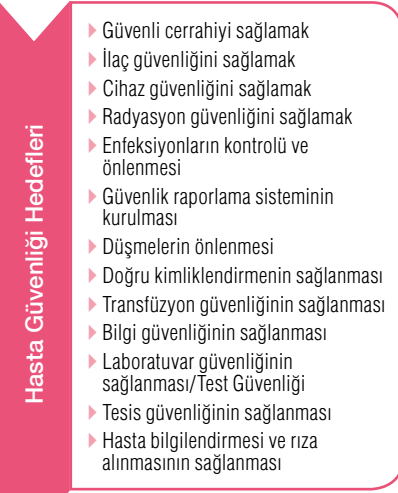 Hasta Güvenliği Hedefleri
Güvenli cerrahiyi sağlamak
İlaç güvenliğini sağlamak
Cihaz güvenliğini sağlamak
Radyasyon güvenliğini sağlamak
Enfeksiyonların kontrolü ve
önlenmesi
Güvenlik raporlama sisteminin
kurulması
Düşmelerin önlenmesi
Doğru kimliklendirmenin sağlanması
Transfüzyon güvenliğinin sağlanması
Bilgi güvenliğinin sağlanması
Laboratuvar güvenliğinin
sağlanması/Test Güvenliği
Tesis güvenliğinin sağlanması
Hasta bilgilendirmesi ve rıza
alınmasının sağlanması